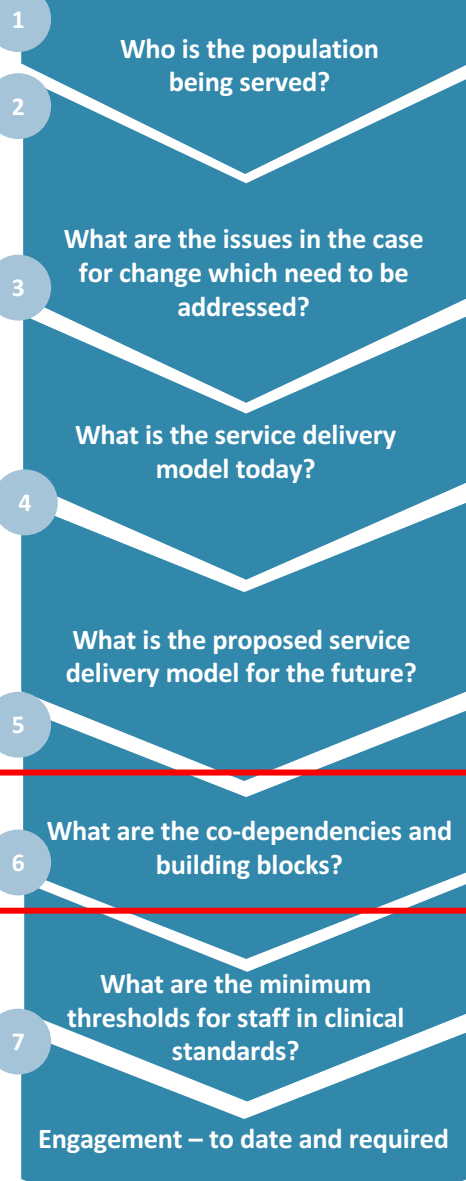 1
Who is the population
being served?
2
What are the issues in the case
for change which need to be
addressed?
3
What is the service delivery
model today?
4
What is the proposed service
delivery model for the future?
5
What are the co-dependencies and
building blocks?
6
What are the minimum
thresholds for staff in clinical
standards?
7
Engagement – to date and required